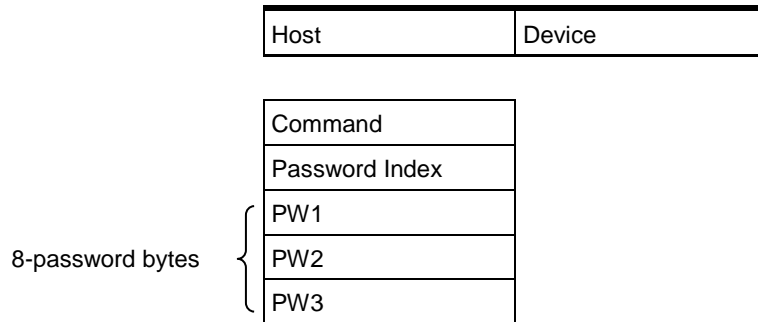 Host Device
Command
Password Index
PW1
8-password bytes PW2
PW3